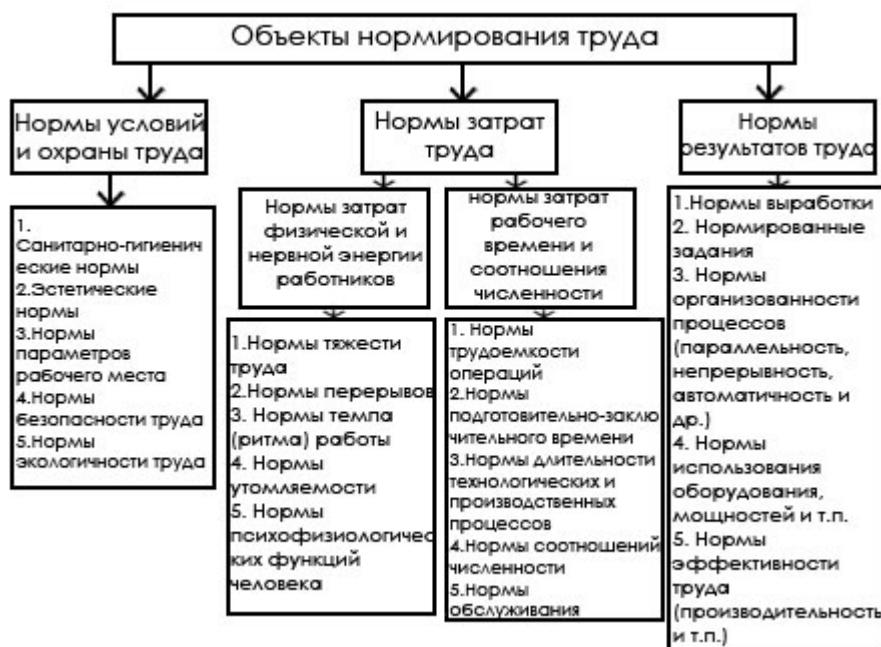 Объекты нормирования труда
Нормы условий
и охраны труда
Нормы затрат
труда
Нормы
результатов труда
1.
Санитарно-гигиенич
еские нормы
2.Эстетические
нормы
3.Нормы
параметров
рабочего места
4.Нормы
безопасности труда
5.Нормы
экологичности труда
Нормы затрат
физической и
нервной энергии
работников
1.Нормы тяжести
труда
2.Нормы перерывов
3. Нормы темпа
(ритма) работы
4. Нормы
утомляемости
5. Нормы
психофизиологичес
ких функций
человека
нормы затрат
рабочего
времени и
соотношения
численности
1. Нормы
трудоемкости
операций
2.Нормы
подготовительно-заклю
чительного времени
3.Нормы длительности
технологических и
производственных
процессов
4.Нормы соотношений
численности
5.Нормы
обслуживания
1.Нормы выработки
2. Нормированные
задания
3. Нормы
организованности
процессов
(параллельность,
непрерывность,
автоматичность и
др.)
4. Нормы
использования
оборудования,
мощностей и т.п.
5. Нормы
эффективности
труда
(производительность
и т.п.)